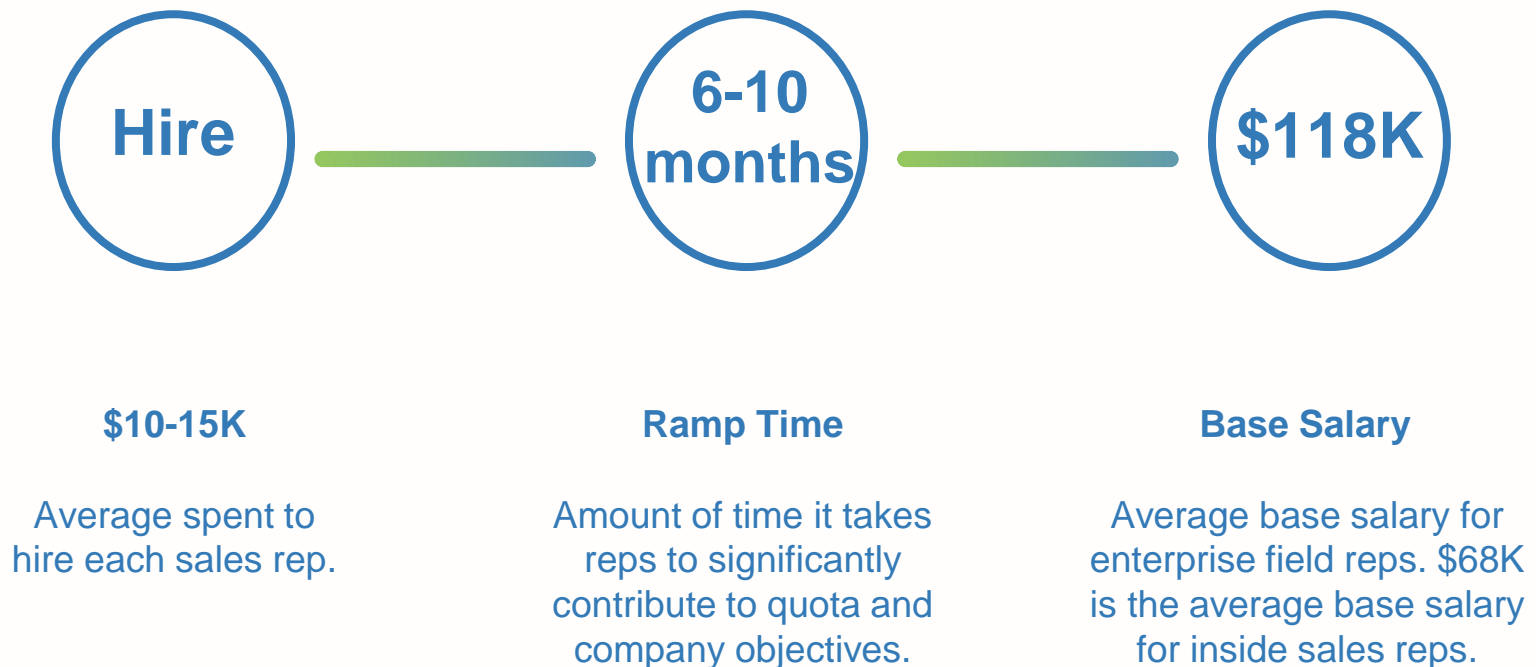 Hire
6-10
months
$118K
$10-15K
Average spent to
hire each sales rep.
Ramp Time
Amount of time it takes
reps to significantly
contribute to quota and
company objectives.
Base Salary
Average base salary for
enterprise field reps. $68K
is the average base salary
for inside sales reps.